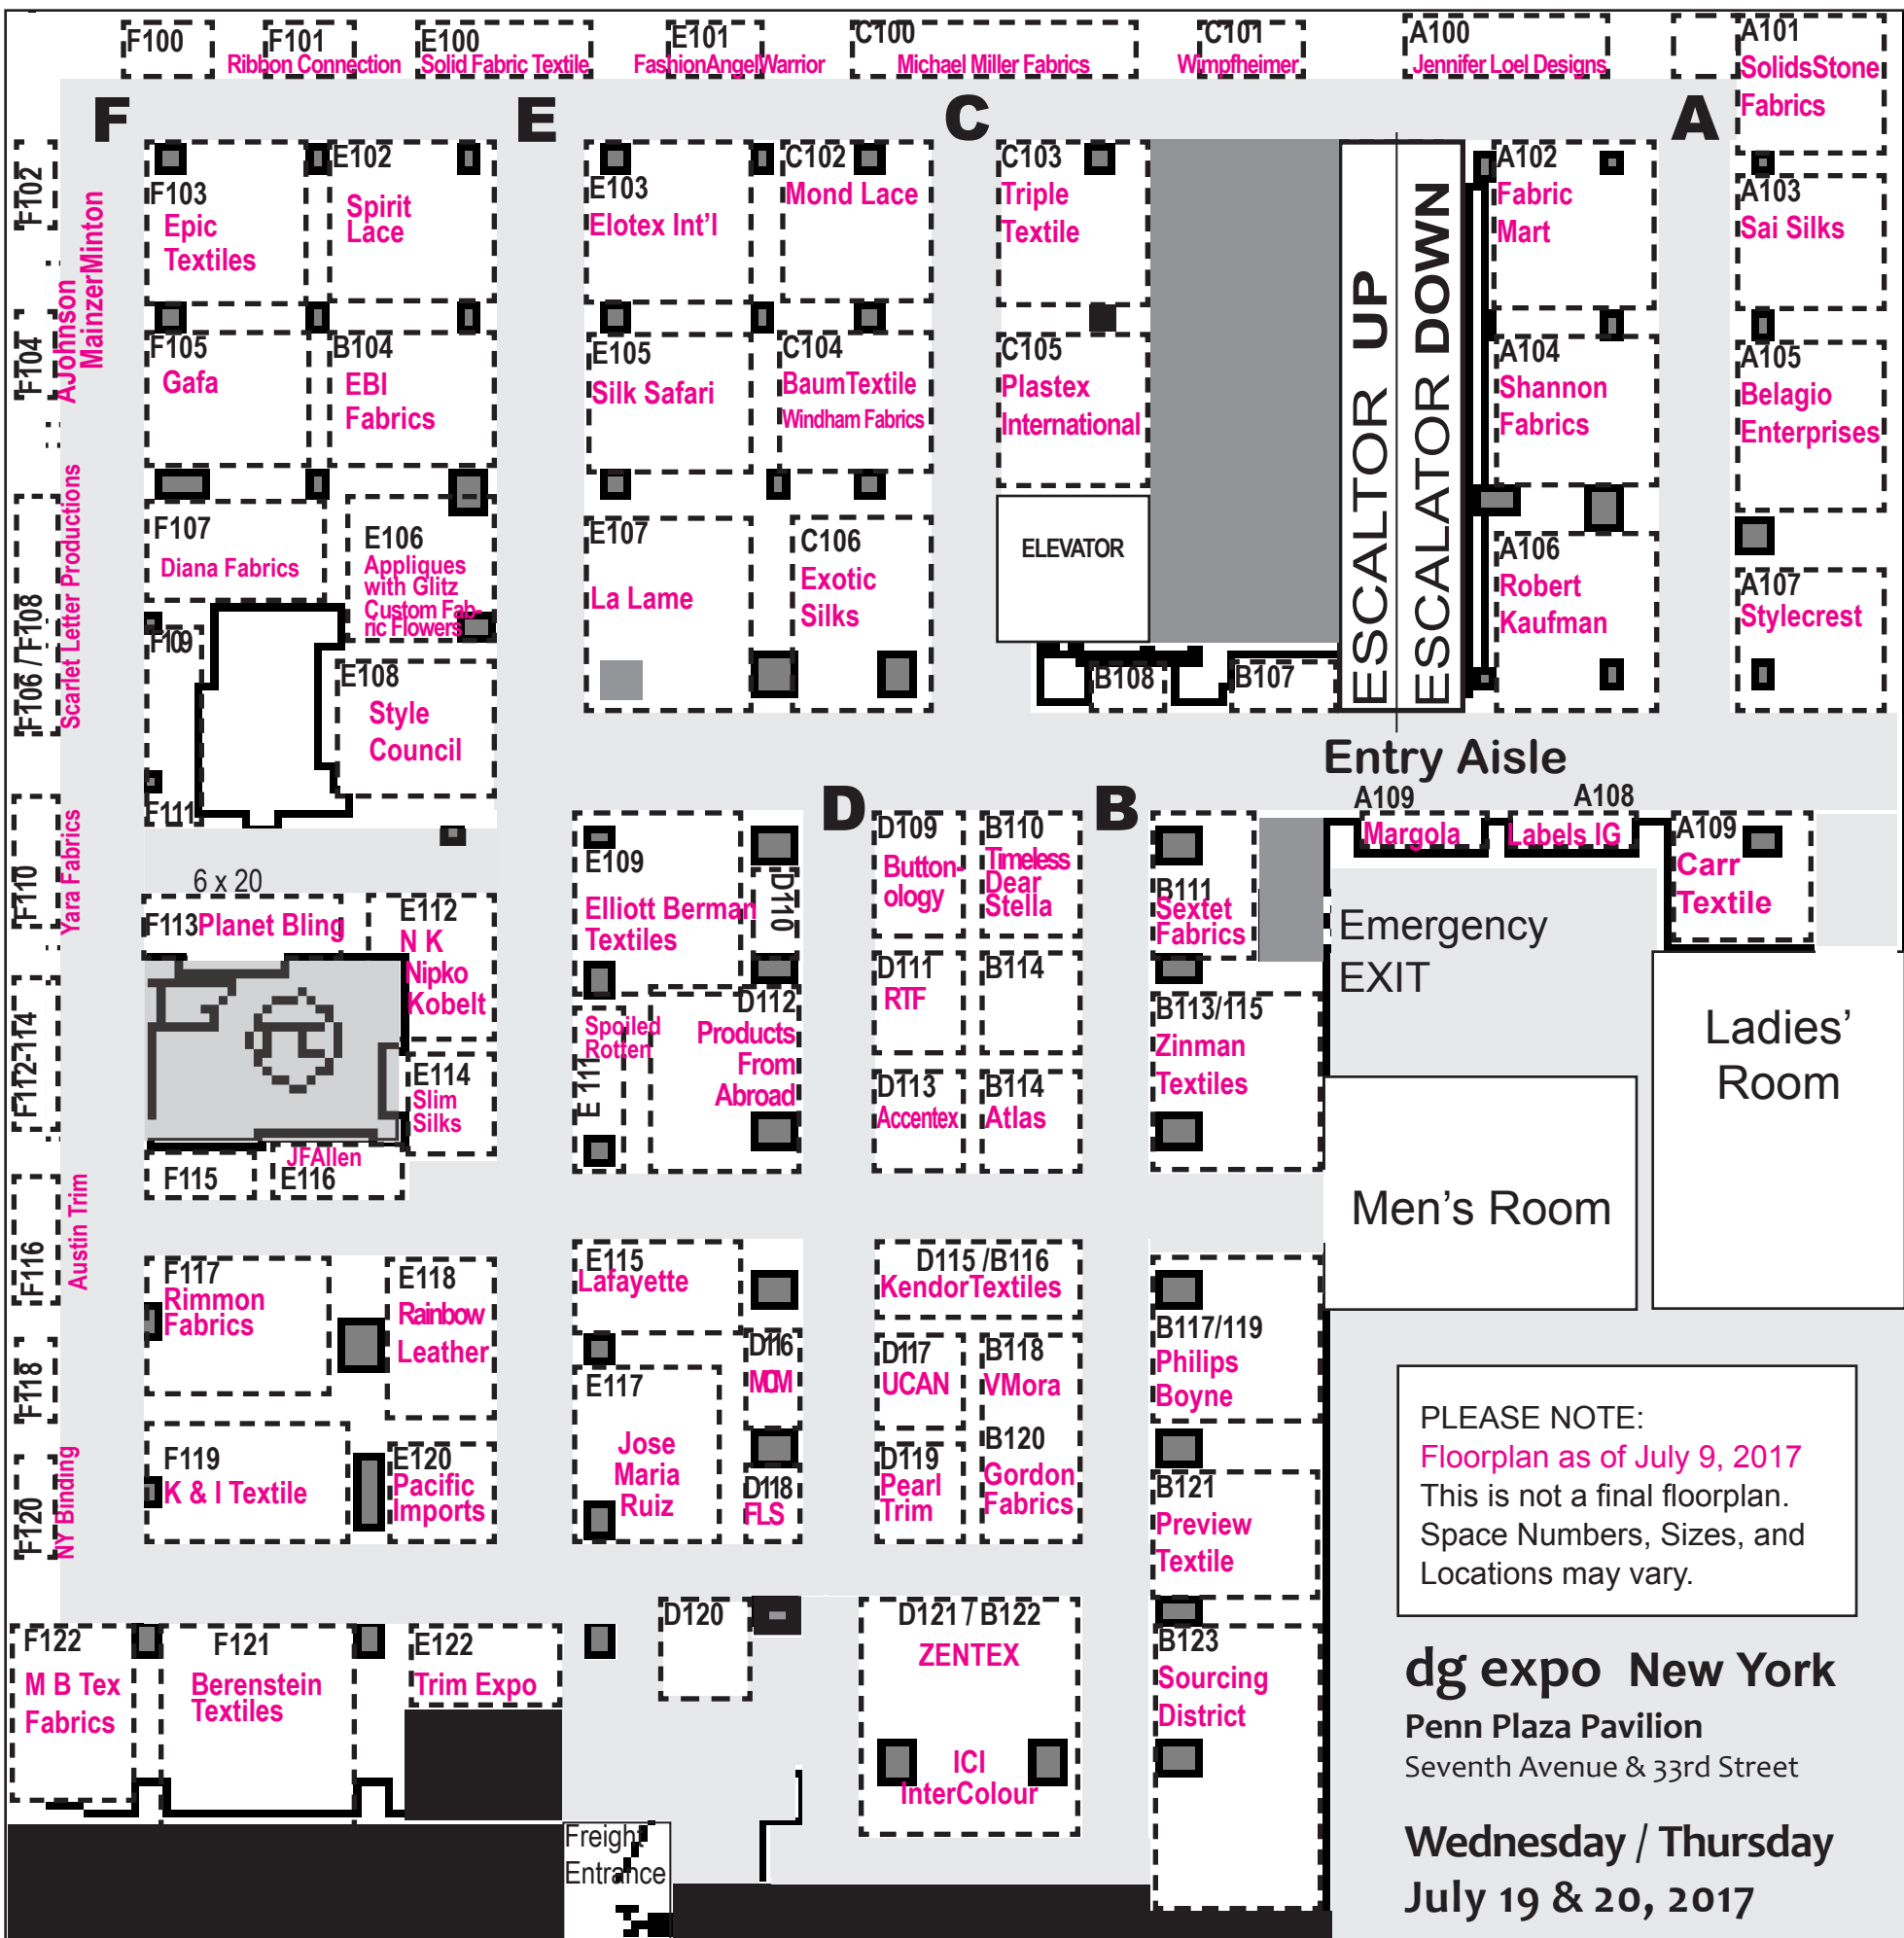 F100
F101
Ribbon Connection
E100
Solid Fabric Textile
E101
FashionAngelWarrior
C100
Michael Miller Fabrics
C101
Wimpfheimer
A100
Jennifer Loel Designs
A101
SolidsStone
Fabrics
F
E
C
A
F102
MainzerMinton
F103
Epic
Textiles
E102
Spirit
Lace
E103
Elotex Int'l
C102
Mond Lace
C103
Triple
Textile
ESCALTOR UP
ESCALATOR DOWN
A102
Fabric
Mart
A103
Sai Silks
F104
AJohnson
F105
Gafa
B104
EBI
Fabrics
E105
Silk Safari
C104
BaumTextile
Windham Fabrics
C105
Plastex
International
A104
Shannon
Fabrics
A105
Belagio
Enterprises
F106 / F108
Scarlet Letter Productions
F107
Diana Fabrics
E106
Appliques
with Glitz
Custom Fab-
ric Flowers
E107
La Lame
C106
Exotic
Silks
ELEVATOR
A106
Robert
Kaufman
A107
Stylecrest
F109
E108
Style
Council
B108
B107
F111
Entry Aisle
F110
Yara Fabrics
6 x 20
D
B
E109
Elliott Berman
Textiles
D110
D109
Button-
ology
B110
Timeless
Dear
Stella
B111
Sextet
Fabrics
A109
Margola
A108
Labels IG
A109
Carr
Textile
Emergency
EXIT
F113
Planet Bling
E112
N K
Nipko
Kobelt
F112-114
E114
Slim
Silks
E 111
Spoiled
Rotten
D112
Products
From
Abroad
D111
RTF
B114
B113/115
Zinman
Textiles
D113
Accentex
B114
Atlas
Ladies'
Room
Men's Room
F115
JFAllen
E116
F116
Austin Trim
F117
Rimmon
Fabrics
E118
Rainbow
Leather
E115
Lafayette
D115 /B116
KendorTextiles
B117/119
Philips
Boyne
F118
E117
Jose
Maria
Ruiz
D116
MCM
D117
UCAN
B118
VMora
F120
NY Binding
F119
K & I Textile
E120
Pacific
Imports
D118
FLS
D119
Pearl
Trim
B120
Gordon
Fabrics
B121
Preview
Textile
PLEASE NOTE:
Floorplan as of July 9, 2017
This is not a final floorplan.
Space Numbers, Sizes, and
Locations may vary.
F122
M B Tex
Fabrics
F121
Berenstein
Textiles
E122
Trim Expo
D120
D121 / B122
ZENTEX
ICI
InterColour
B123
Sourcing
District
Freight
Entrance
dg expo New York
Penn Plaza Pavilion
Seventh Avenue & 33rd Street
Wednesday / Thursday
July 19 & 20, 2017